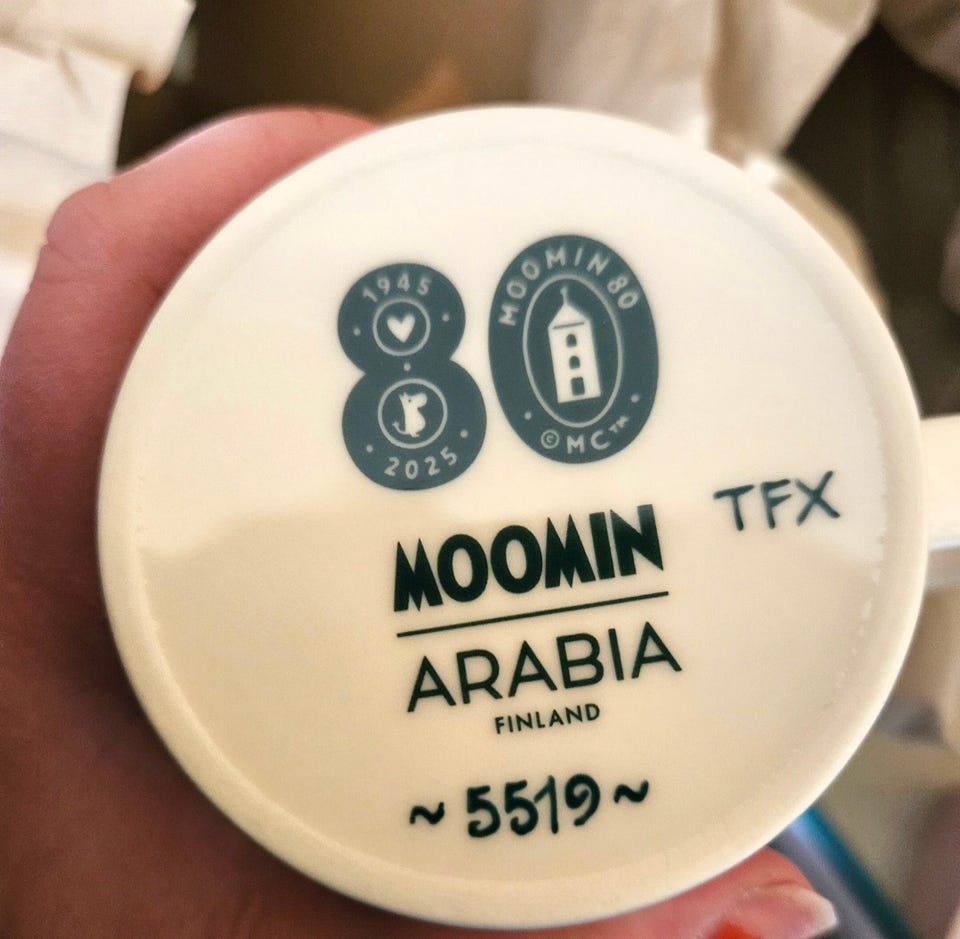 1945
2025
MOOMIN 80
©MC™
TFX
MOOMIN
ARABIA
FINLAND
~ 5519 ~